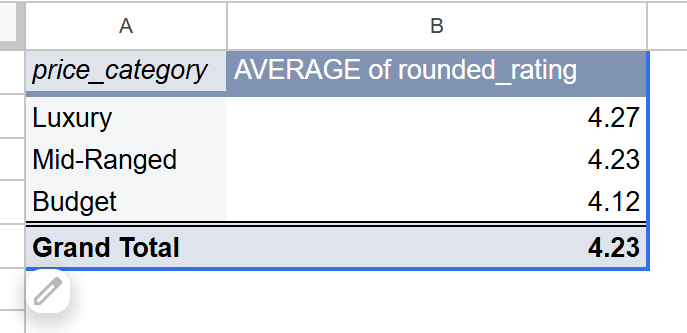 A B
price_category AVERAGE of rounded_rating
Luxury 4.27
Mid-Ranged 4.23
Budget 4.12
Grand Total 4.23